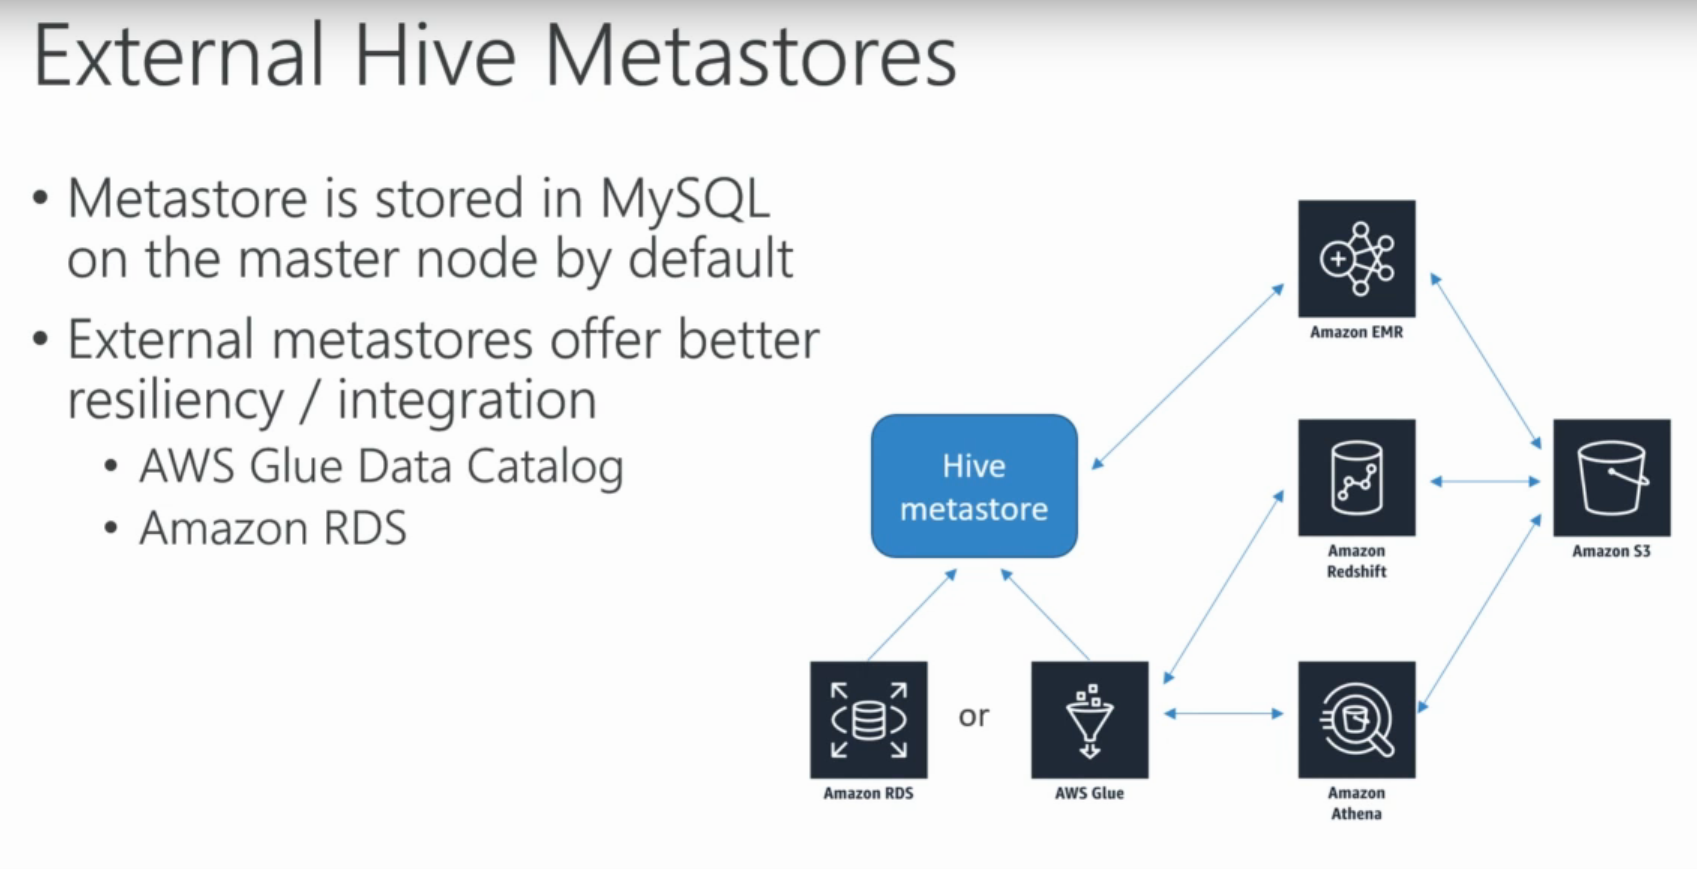 External Hive Metastores
• Metastore is stored in MySQL
on the master node by default
• External metastores offer better
resiliency / integration
• AWS Glue Data Catalog
• Amazon RDS
Amazon EMR
Hive
metastore
Amazon
Redshift
Amazon S3
or
Amazon RDS
AWS Glue
Amazon
Athena